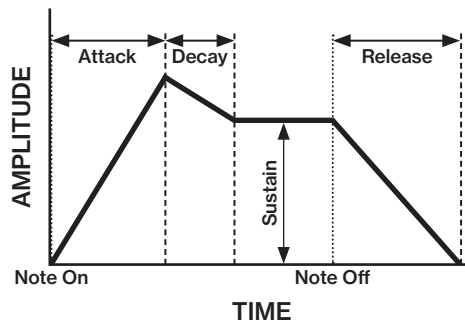 Attack
Decay
Release
AMPLITUDE
Sustain
Note On
Note Off
TIME